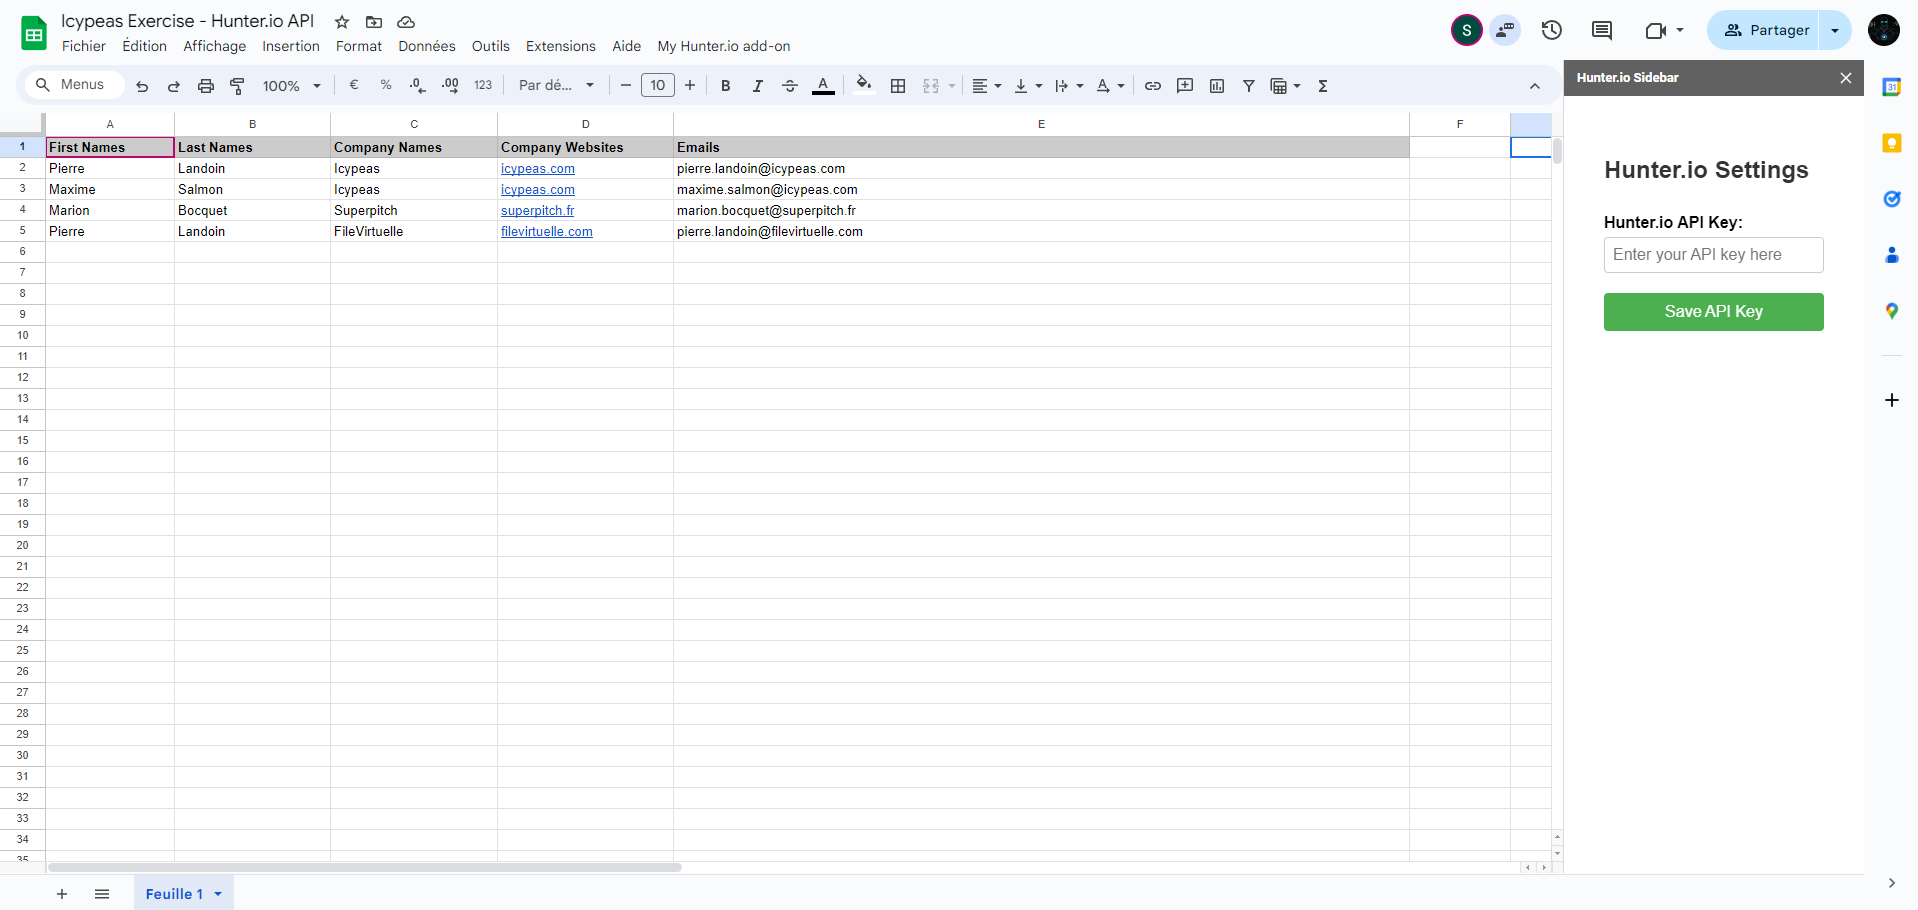 Icypeas Exercise - Hunter.io API
Fichier Édition Affichage Insertion Format Données Outils Extensions Aide My Hunter.io add-on
S
Partager
Menus 100% € % .0 .00 123 Par dé... − 10 + B I A Σ
Hunter.io Sidebar
31
A B C D E F
1 First Names Last Names Company Names Company Websites Emails
2 Pierre Landoin Icypeas icypeas.com pierre.landoin@icypeas.com
3 Maxime Salmon Icypeas icypeas.com maxime.salmon@icypeas.com
4 Marion Bocquet Superpitch superpitch.fr marion.bocquet@superpitch.fr
5 Pierre Landoin FileVirtuelle filevirtuelle.com pierre.landoin@filevirtuelle.com
6
7
8
9
10
11
12
13
14
15
16
17
18
19
20
21
22
23
24
25
26
27
28
29
30
31
32
33
34
35
Hunter.io Settings
Hunter.io API Key:
Enter your API key here
Save API Key
Feuille 1